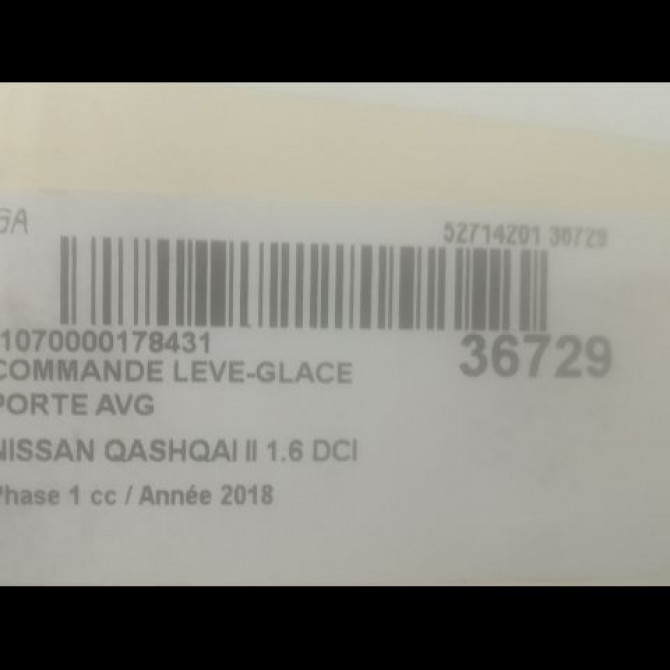 GA
52714201 36729
1070000178431
36729
COMMANDE LEVE-GLACE
PORTE AVG
NISSAN QASHQAI II 1.6 DCI
Phase 1 cc / Année 2018